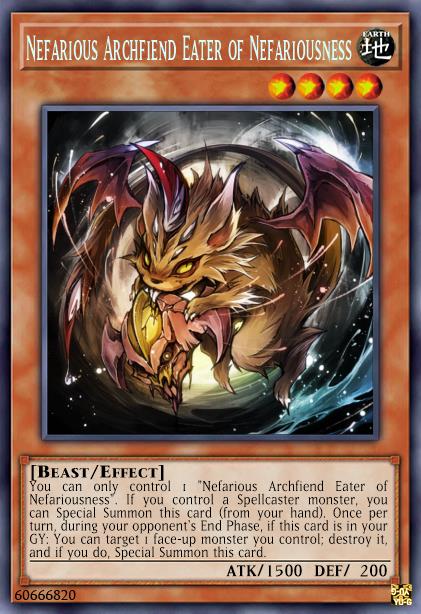 Nefarious Archfiend Eater of Nefariousness
EARTH
地
[Beast/Effect]
You can only control 1 "Nefarious Archfiend Eater of
Nefariousness". If you control a Spellcaster monster, you
can Special Summon this card (from your hand). Once per
turn, during your opponent's End Phase, if this card is in your
GY: You can target 1 face-up monster you control; destroy it,
and if you do, Special Summon this card.
ATK/1500 DEF/ 200
60666820